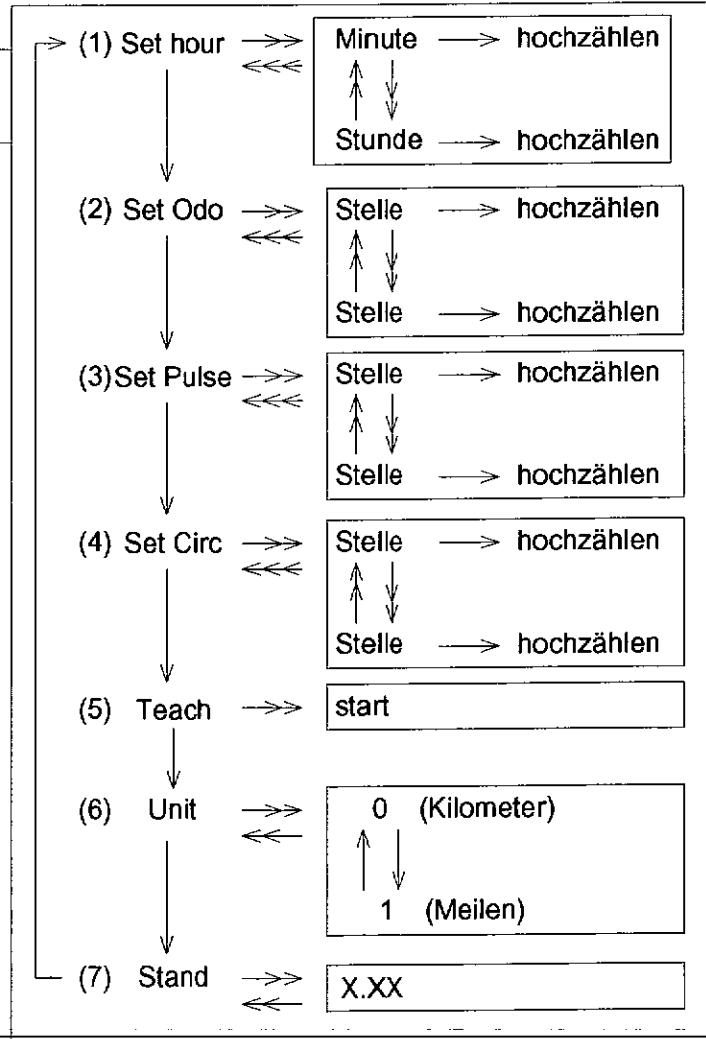 (1) Set hour
Minute hochzählen
Stunde hochzählen
(2) Set Odo
Stelle hochzählen
Stelle hochzählen
(3) Set Pulse
Stelle hochzählen
Stelle hochzählen
(4) Set Circ
Stelle hochzählen
Stelle hochzählen
(5) Teach
start
(6) Unit
0 (Kilometer)
1 (Meilen)
(7) Stand
X.XX